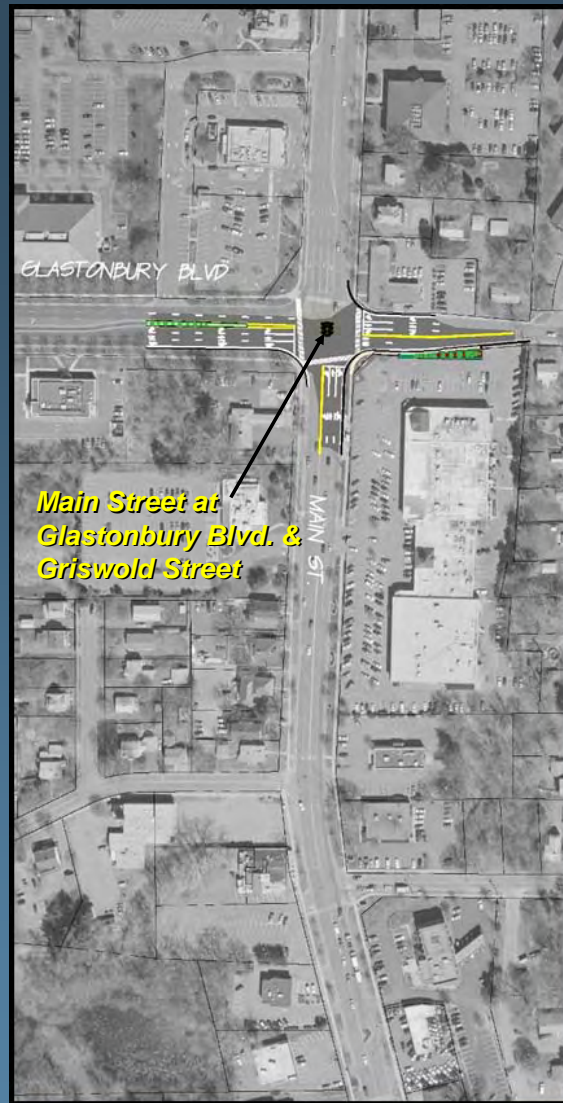 GLASTONBURY BLVD
Main Street at
Glastonbury Blvd. &
Griswold Street
MAIN ST.